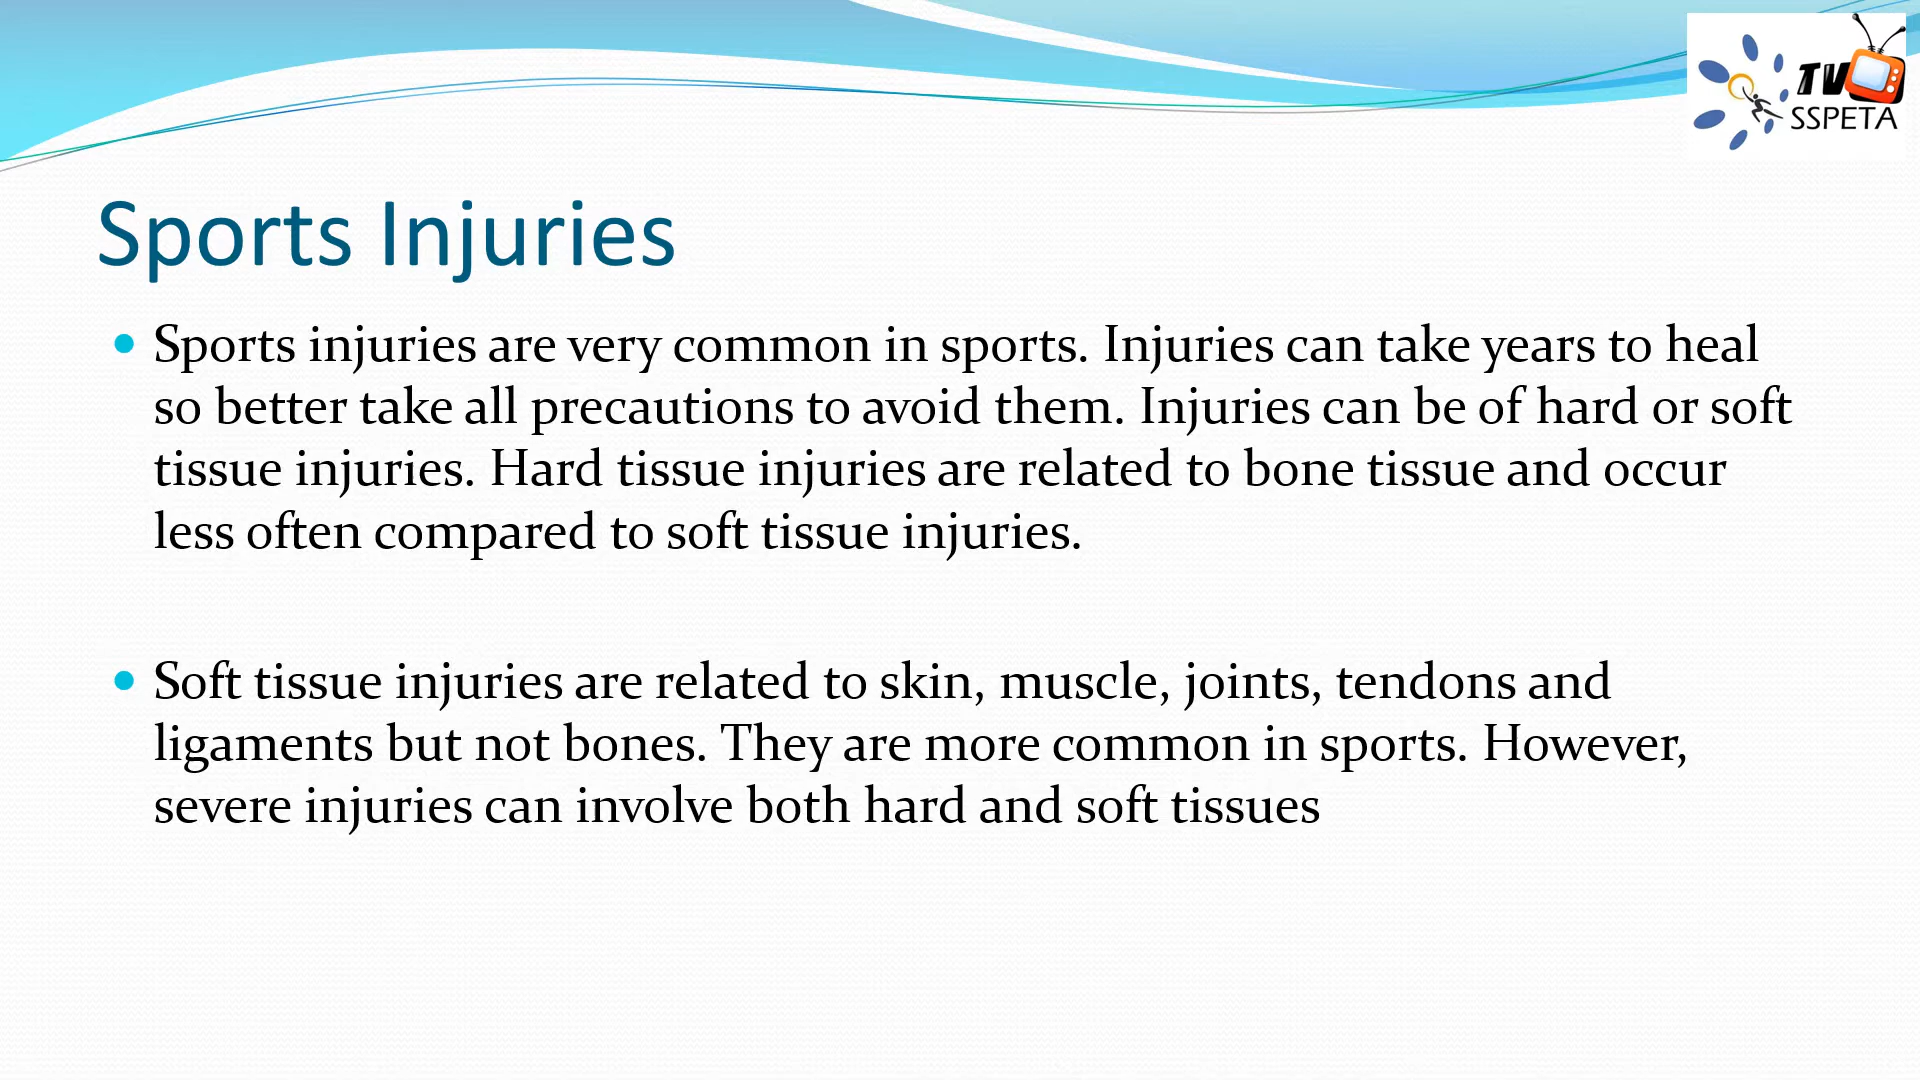 TV
SSPETA
Sports Injuries
Sports injuries are very common in sports. Injuries can take years to heal
so better take all precautions to avoid them. Injuries can be of hard or soft
tissue injuries. Hard tissue injuries are related to bone tissue and occur
less often compared to soft tissue injuries.
Soft tissue injuries are related to skin, muscle, joints, tendons and
ligaments but not bones. They are more common in sports. However,
severe injuries can involve both hard and soft tissues